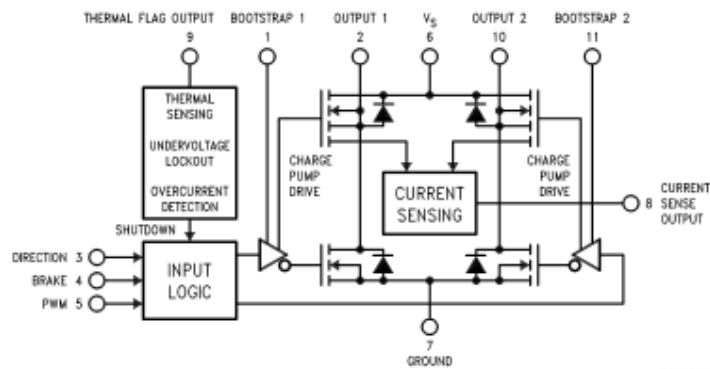 THERMAL FLAG OUTPUT BOOTSTRAP 1 OUTPUT 1 VS OUTPUT 2 BOOTSTRAP 2
9 1 2 6 10 11
THERMAL
SENSING
UNDERVOLTAGE
LOCKOUT
OVERCURRENT
DETECTION
CHARGE
PUMP
DRIVE
CURRENT
SENSING
CHARGE
PUMP
DRIVE
8 CURRENT
SENSE
OUTPUT
SHUTDOWN
DIRECTION 3
BRAKE 4
PWM 5
INPUT
LOGIC
7
GROUND